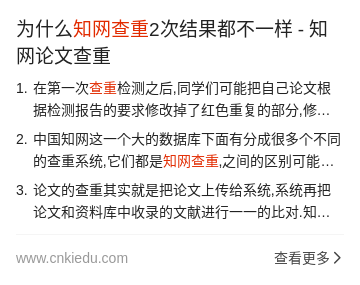 为什么知网查重2次结果都不一样 - 知
网论文查重
1. 在第一次查重检测之后,同学们可能把自己论文根
据检测报告的要求修改掉了红色重复的部分,修…
2. 中国知网这一个大的数据库下面有分成很多个不同
的查重系统,它们都是知网查重,之间的区别可能…
3. 论文的查重其实就是把论文上传给系统,系统再把
论文和资料库中收录的文献进行一一的比对.知…
www.cnkiedu.com 查看更多